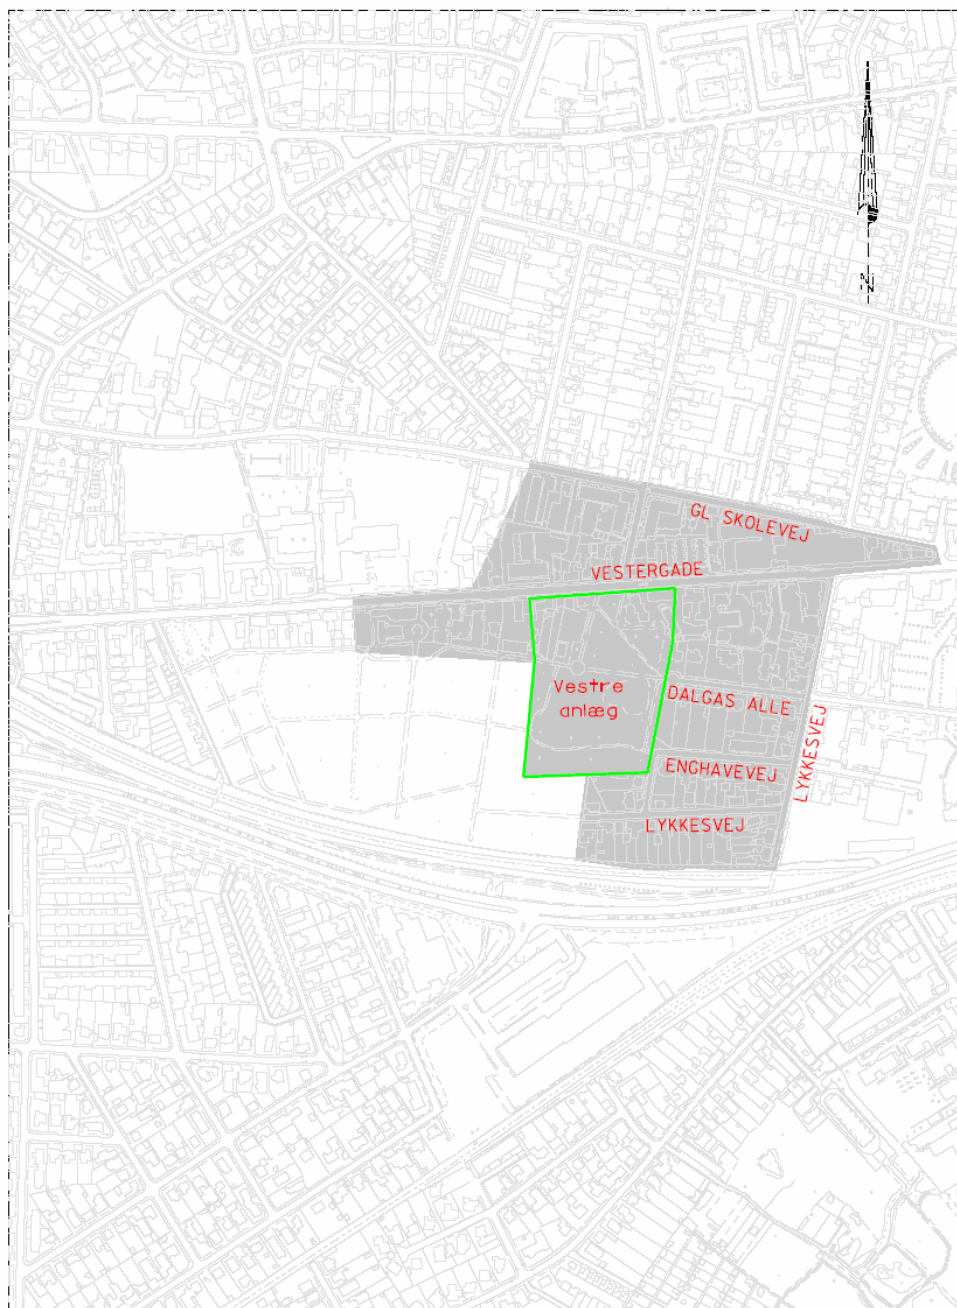 N
GL SKOLEVEJ
VESTERGADE
Vestre
anlæg
DALGAS ALLE
LYKKESVEJ
ENGHAVEVEJ
LYKKESVEJ